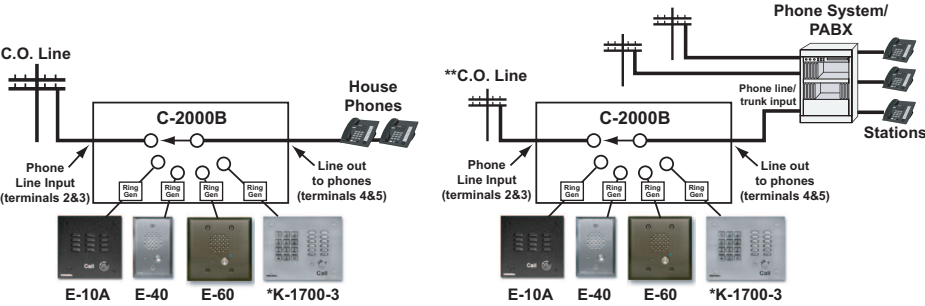 C.O. Line
House
Phones
C-2000B
Phone
Line Input
(terminals 2&3)
Line out
to phones
(terminals 4&5)
Ring
Gen
Ring
Gen
Ring
Gen
Ring
Gen
Call
Call
E-10A
E-40
E-60
*K-1700-3
Phone System/
PABX
**C.O. Line
Phone line/
trunk input
Stations
C-2000B
Phone
Line Input
(terminals 2&3)
Line out
to phones
(terminals 4&5)
Ring
Gen
Ring
Gen
Ring
Gen
Ring
Gen
Call
Call
E-10A
E-40
E-60
*K-1700-3